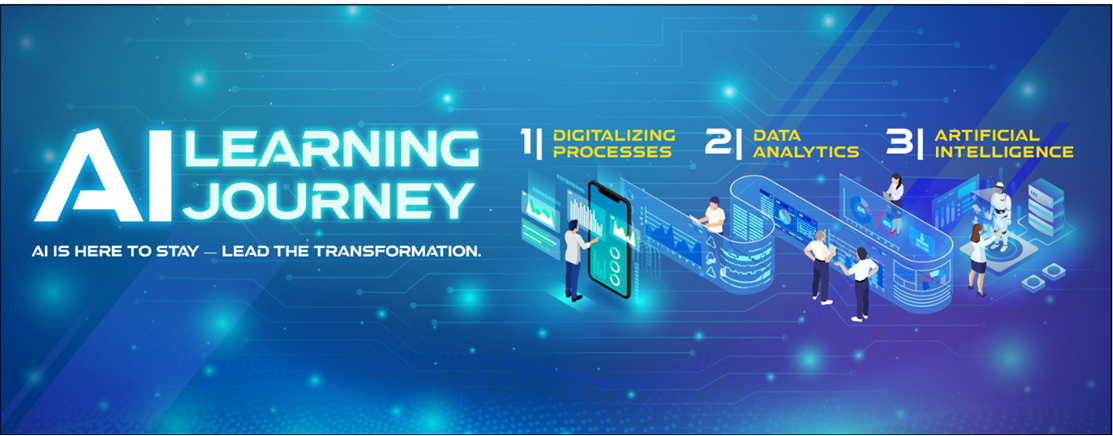 AI LEARNING
JOURNEY
AI IS HERE TO STAY — LEAD THE TRANSFORMATION.
1| DIGITALIZING
PROCESSES
2| DATA
ANALYTICS
3| ARTIFICIAL
INTELLIGENCE